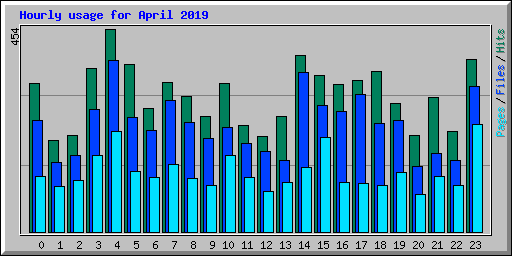 Hourly usage for April 2019
454
Pages / Files / Hits
0 1 2 3 4 5 6 7 8 9 10 11 12 13 14 15 16 17 18 19 20 21 22 23